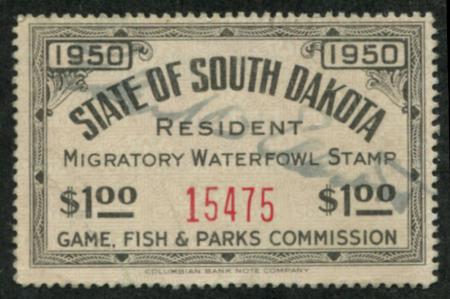 1950 1950
STATE OF SOUTH DAKOTA
RESIDENT
MIGRATORY WATERFOWL STAMP
$1.00 15475 $1.00
GAME, FISH & PARKS COMMISSION
COLUMBIAN BANK NOTE COMPANY